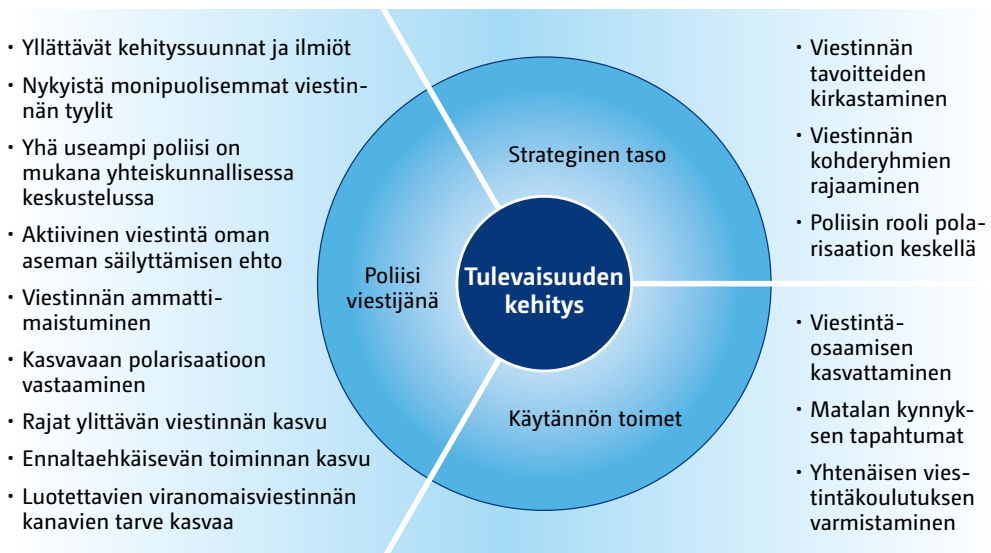 · Yllättävät kehityssuunnat ja ilmiöt
· Nykyistä monipuolisemmat viestin-
nän tyylit
· Yhä useampi poliisi on
mukana yhteiskunnallisessa
keskustelussa
· Aktiivinen viestintä oman
aseman säilyttämisen ehto
· Viestinnän ammatti-
maistuminen
· Kasvavaan polarisaatioon
vastaaminen
· Rajat ylittävän viestinnän kasvu
· Ennaltaehkäisevän toiminnan kasvu
· Luotettavien viranomaisviestinnän
kanavien tarve kasvaa
Poliisi
viestijänä
Tulevaisuuden
kehitys
Strateginen taso
· Viestinnän
tavoitteiden
kirkastaminen
· Viestinnän
kohderyhmien
rajaaminen
· Poliisin rooli pola-
risaation keskellä
Käytännön toimet
· Viestintä-
osaamisen
kasvattaminen
· Matalan kynnyk-
sen tapahtumat
· Yhtenäisen vies-
tintäkoulutuksen
varmistaminen